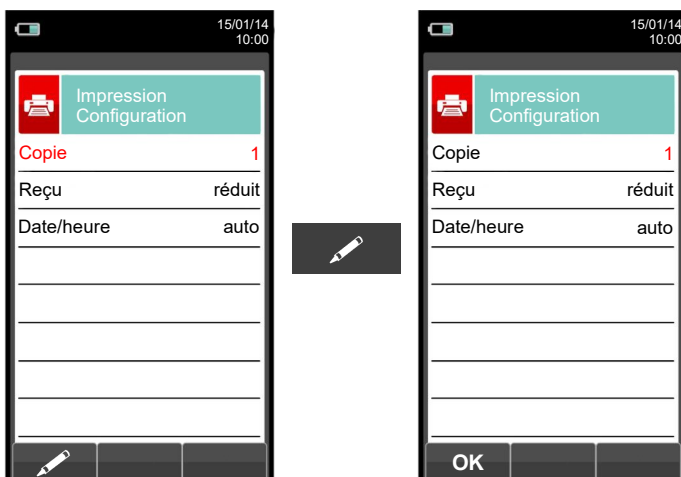 15/01/14
10:00
Impression
Configuration
Copie 1
Reçu réduit
Date/heure auto
15/01/14
10:00
Impression
Configuration
Copie 1
Reçu réduit
Date/heure auto
OK